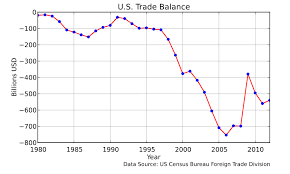 U.S. Trade Balance
0
−100
−200
−300
−400
−500
−600
−700
−800
Billions USD
1980 1985 1990 1995 2000 2005 2010
Year
Data Source: US Census Bureau Foreign Trade Division